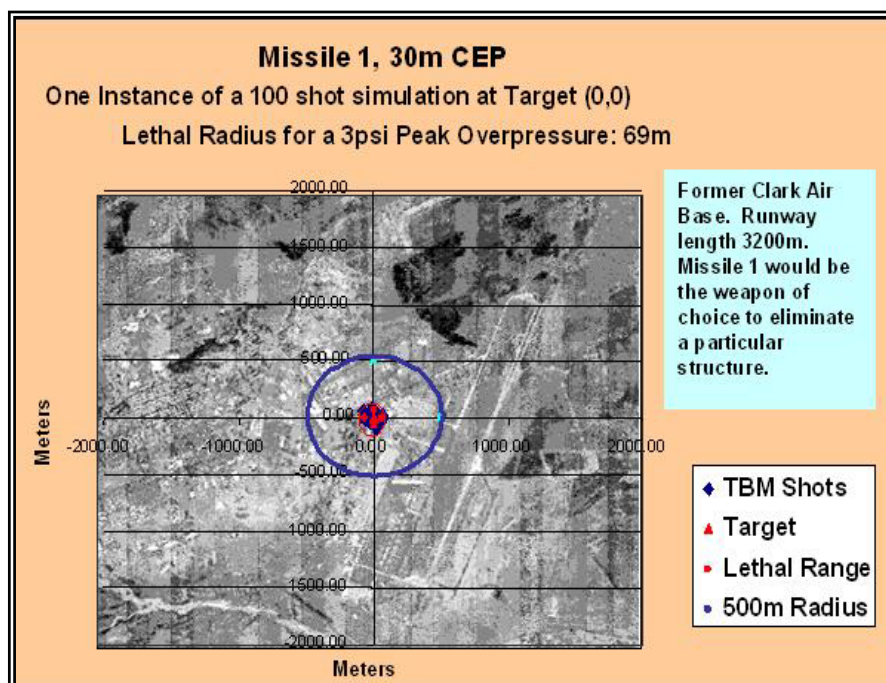 Missile 1, 30m CEP
One Instance of a 100 shot simulation at Target (0,0)
Lethal Radius for a 3psi Peak Overpressure: 69m
2000.00
1500.00
1000.00
500.00
0.00
-2000.00
-1000.00
0.00
1000.00
2000.00
-500.00
1000.00
1500.00
-2000.00
Meters
Meters
Former Clark Air
Base. Runway
length 3200m.
Missile 1 would be
the weapon of
choice to eliminate
a particular
structure.
TBM Shots
Target
Lethal Range
500m Radius